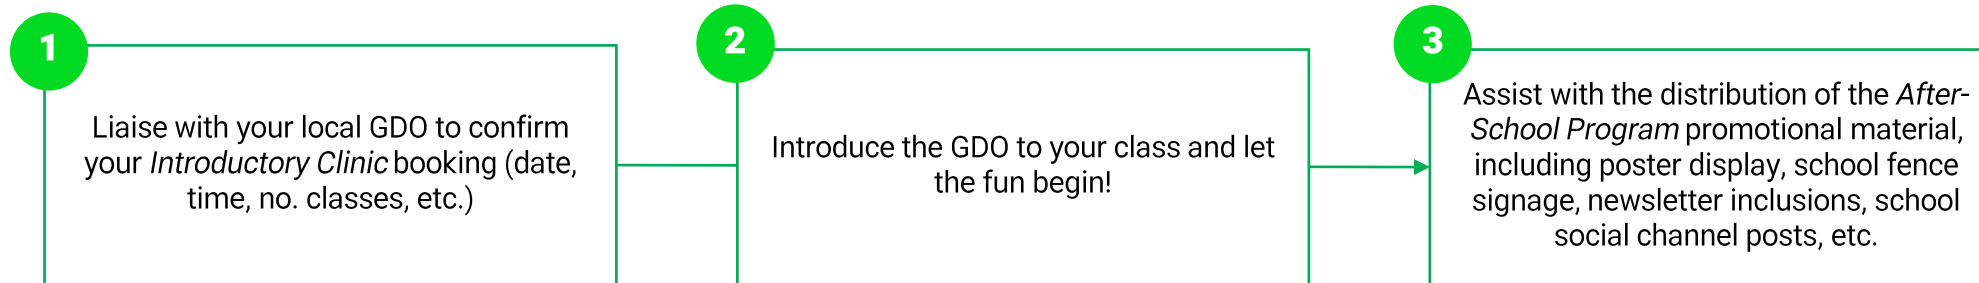 1
Liaise with your local GDO to confirm
your Introductory Clinic booking (date,
time, no. classes, etc.)
2
Introduce the GDO to your class and let
the fun begin!
3
Assist with the distribution of the After-
School Program promotional material,
including poster display, school fence
signage, newsletter inclusions, school
social channel posts, etc.